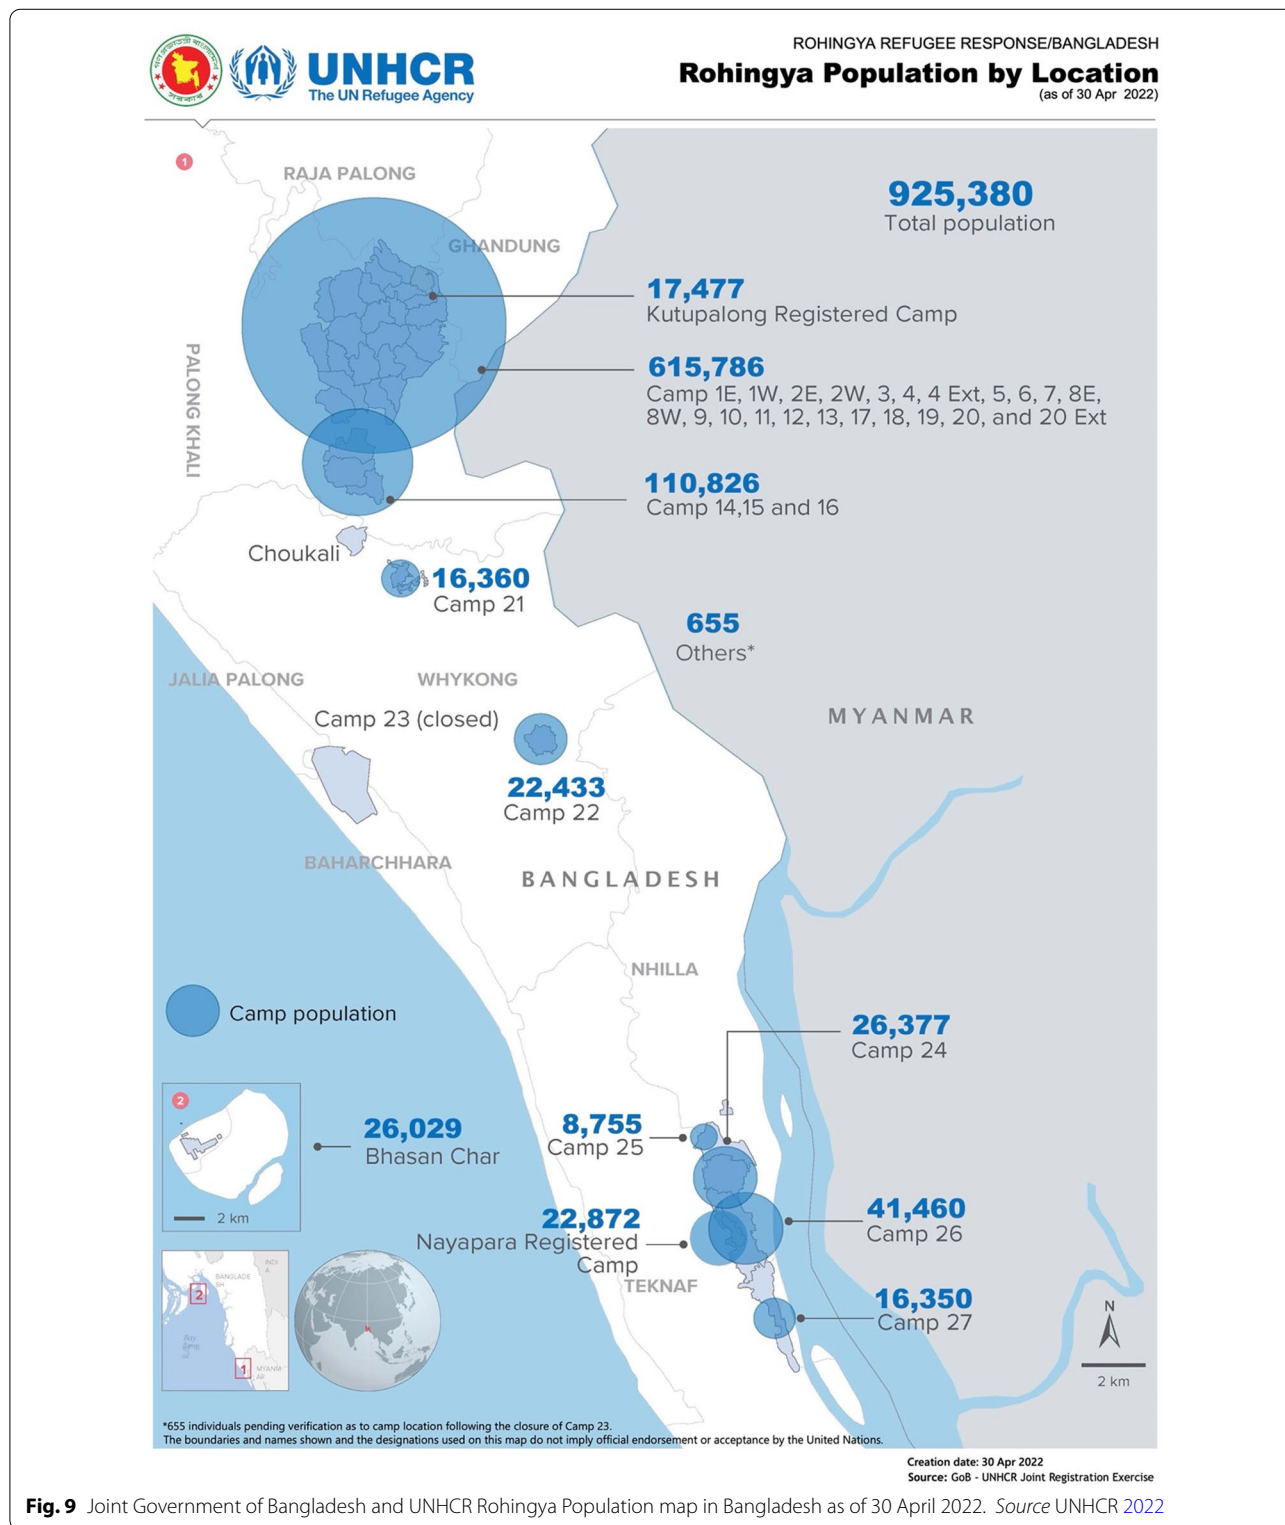 UNHCR
The UN Refugee Agency
ROHINGYA REFUGEE RESPONSE/BANGLADESH
Rohingya Population by Location
(as of 30 Apr 2022)
1
RAJA PALONG
925,380
Total population
GHANDUNG
17,477
Kutupalong Registered Camp
PALONG KHALI
615,786
Camp 1E, 1W, 2E, 2W, 3, 4, 4 Ext, 5, 6, 7, 8E,
8W, 9, 10, 11, 12, 13, 17, 18, 19, 20, and 20 Ext
110,826
Camp 14,15 and 16
Choukali
16,360
Camp 21
655
Others*
JALIA PALONG
WHYKONG
Camp 23 (closed)
MYANMAR
22,433
Camp 22
BAHARCHHARA
BANGLADESH
NHILLA
Camp population
26,377
Camp 24
2
26,029
Bhasan Char
8,755
Camp 25
2 km
22,872
Nayapara Registered
Camp
41,460
Camp 26
TEKNAF
16,350
Camp 27
INDI
A
BANGLADE
SH
2
1
MYANM
AR
N
2 km
*655 individuals pending verification as to camp location following the closure of Camp 23.
The boundaries and names shown and the designations used on this map do not imply official endorsement or acceptance by the United Nations.
Creation date: 30 Apr 2022
Source: GoB - UNHCR Joint Registration Exercise
Fig. 9 Joint Government of Bangladesh and UNHCR Rohingya Population map in Bangladesh as of 30 April 2022. Source UNHCR 2022